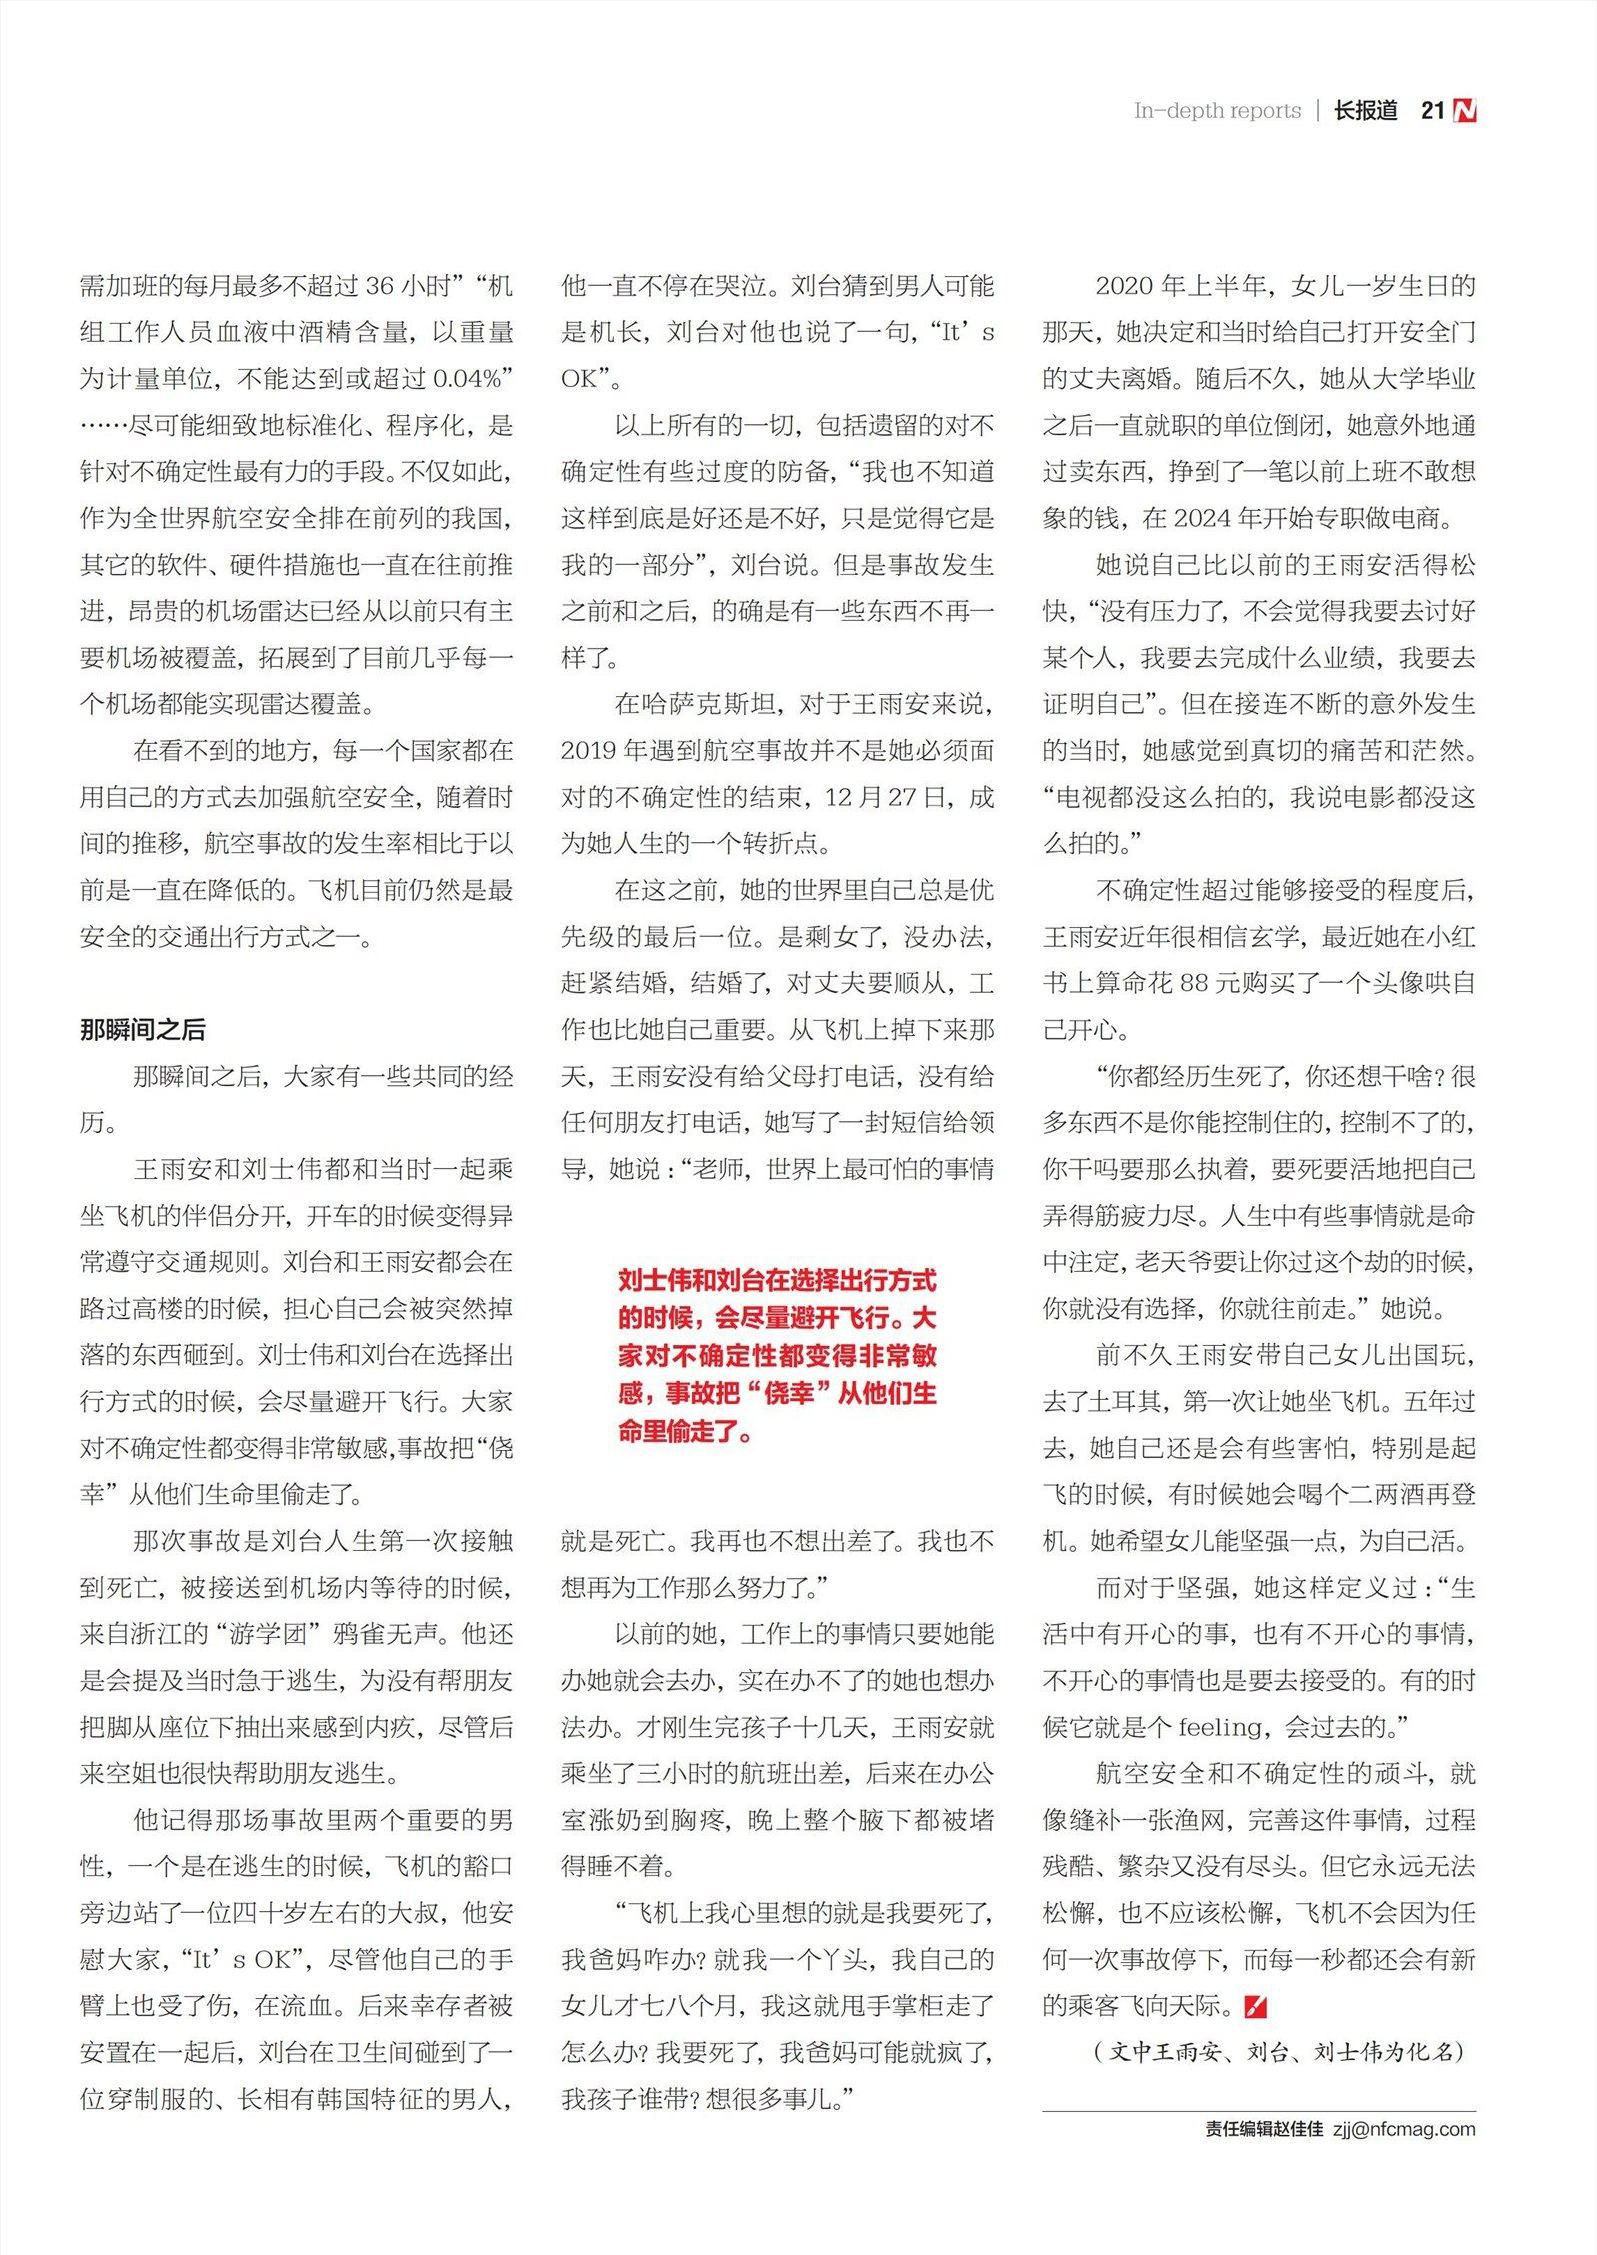 In-depth reports | 长报道 21
需加班的每月最多不超过 36 小时”“机
组工作人员血液中酒精含量，以重量
为计量单位，不能达到或超过 0.04%”
……尽可能细致地标准化、程序化，是
针对不确定性最有力的手段。不仅如此，
作为全世界航空安全排在前列的我国，
其它的软件、硬件措施也一直在往前推
进，昂贵的机场雷达已经从以前只有主
要机场被覆盖，拓展到了目前几乎每一
个机场都能实现雷达覆盖。
在看不到的地方，每一个国家都在
用自己的方式去加强航空安全，随着时
间的推移，航空事故的发生率相比于以
前是一直在降低的。飞机目前仍然是最
安全的交通出行方式之一。
那瞬间之后
那瞬间之后，大家有一些共同的经
历。
王雨安和刘士伟都和当时一起乘
坐飞机的伴侣分开，开车的时候变得异
常遵守交通规则。刘台和王雨安都会在
路过高楼的时候，担心自己会被突然掉
落的东西砸到。刘士伟和刘台在选择出
行方式的时候，会尽量避开飞行。大家
对不确定性都变得非常敏感，事故把“侥
幸”从他们生命里偷走了。
那次事故是刘台人生第一次接触
到死亡，被接送到机场内等待的时候，
来自浙江的“游学团”鸦雀无声。他还
是会提及当时急于逃生，为没有帮朋友
把脚从座位下抽出来感到内疚，尽管后
来空姐也很快帮助朋友逃生。
他记得那场事故里两个重要的男
性，一个是在逃生的时候，飞机的豁口
旁边站了一位四十岁左右的大叔，他安
慰大家，“It’s OK”，尽管他自己的手
臂上也受了伤，在流血。后来幸存者被
安置在一起后，刘台在卫生间碰到了一
位穿制服的、长相有韩国特征的男人，
他一直不停在哭泣。刘台猜到男人可能
是机长，刘台对他也说了一句，“It’s
OK”。
以上所有的一切，包括遗留的对不
确定性有些过度的防备，“我也不知道
这样到底是好还是不好，只是觉得它是
我的一部分”，刘台说。但是事故发生
之前和之后，的确是有一些东西不再一
样了。
在哈萨克斯坦，对于王雨安来说，
2019 年遇到航空事故并不是她必须面
对的不确定性的结束，12 月 27 日，成
为她人生的一个转折点。
在这之前，她的世界里自己总是优
先级的最后一位。是剩女了，没办法，
赶紧结婚，结婚了，对丈夫要顺从，工
作也比她自己重要。从飞机上掉下来那
天，王雨安没有给父母打电话，没有给
任何朋友打电话，她写了一封短信给领
导，她说：“老师，世界上最可怕的事情
刘士伟和刘台在选择出行方式
的时候，会尽量避开飞行。大
家对不确定性都变得非常敏
感，事故把“侥幸”从他们生
命里偷走了。
就是死亡。我再也不想出差了。我也不
想再为工作那么努力了。”
以前的她，工作上的事情只要她能
办她就会去办，实在办不了的她也想办
法办。才刚生完孩子十几天，王雨安就
乘坐了三小时的航班出差，后来在办公
室涨奶到胸疼，晚上整个腋下都被堵
得睡不着。
“飞机上我心里想的就是我要死了，
我爸妈咋办？就我一个丫头，我自己的
女儿才七八个月，我这就甩手掌柜走了
怎么办？我要死了，我爸妈可能就疯了，
我孩子谁带？想很多事儿。”
2020 年上半年，女儿一岁生日的
那天，她决定和当时给自己打开安全门
的丈夫离婚。随后不久，她从大学毕业
之后一直就职的单位倒闭，她意外地通
过卖东西，挣到了一笔以前上班不敢想
象的钱，在 2024 年开始专职做电商。
她说自己比以前的王雨安活得松
快，“没有压力了，不会觉得我要去讨好
某个人，我要去完成什么业绩，我要去
证明自己”。但在接连不断的意外发生
的当时，她感觉到真切的痛苦和茫然。
“电视都没这么拍的，我说电影都没这
么拍的。”
不确定性超过能够接受的程度后，
王雨安近年很相信玄学，最近她在小红
书上算命花 88 元购买了一个头像哄自
己开心。
“你都经历生死了，你还想干啥？很
多东西不是你能控制住的，控制不了的，
你干吗要那么执着，要死要活地把自己
弄得筋疲力尽。人生中有些事情就是命
中注定，老天爷要让你过这个劫的时候，
你就没有选择，你就往前走。”她说。
前不久王雨安带自己女儿出国玩，
去了土耳其，第一次让她坐飞机。五年过
去，她自己还是会有些害怕，特别是起
飞的时候，有时候她会喝个二两酒再登
机。她希望女儿能坚强一点，为自己活。
而对于坚强，她这样定义过：“生
活中有开心的事，也有不开心的事情，
不开心的事情也是要去接受的。有的时
候它就是个 feeling，会过去的。”
航空安全和不确定性的顽斗，就
像缝补一张渔网，完善这件事情，过程
残酷、繁杂又没有尽头。但它永远无法
松懈，也不应该松懈，飞机不会因为任
何一次事故停下，而每一秒都还会有新
的乘客飞向天际。
（文中王雨安、刘台、刘士伟为化名）
责任编辑赵佳佳 zjj@nfcmag.com